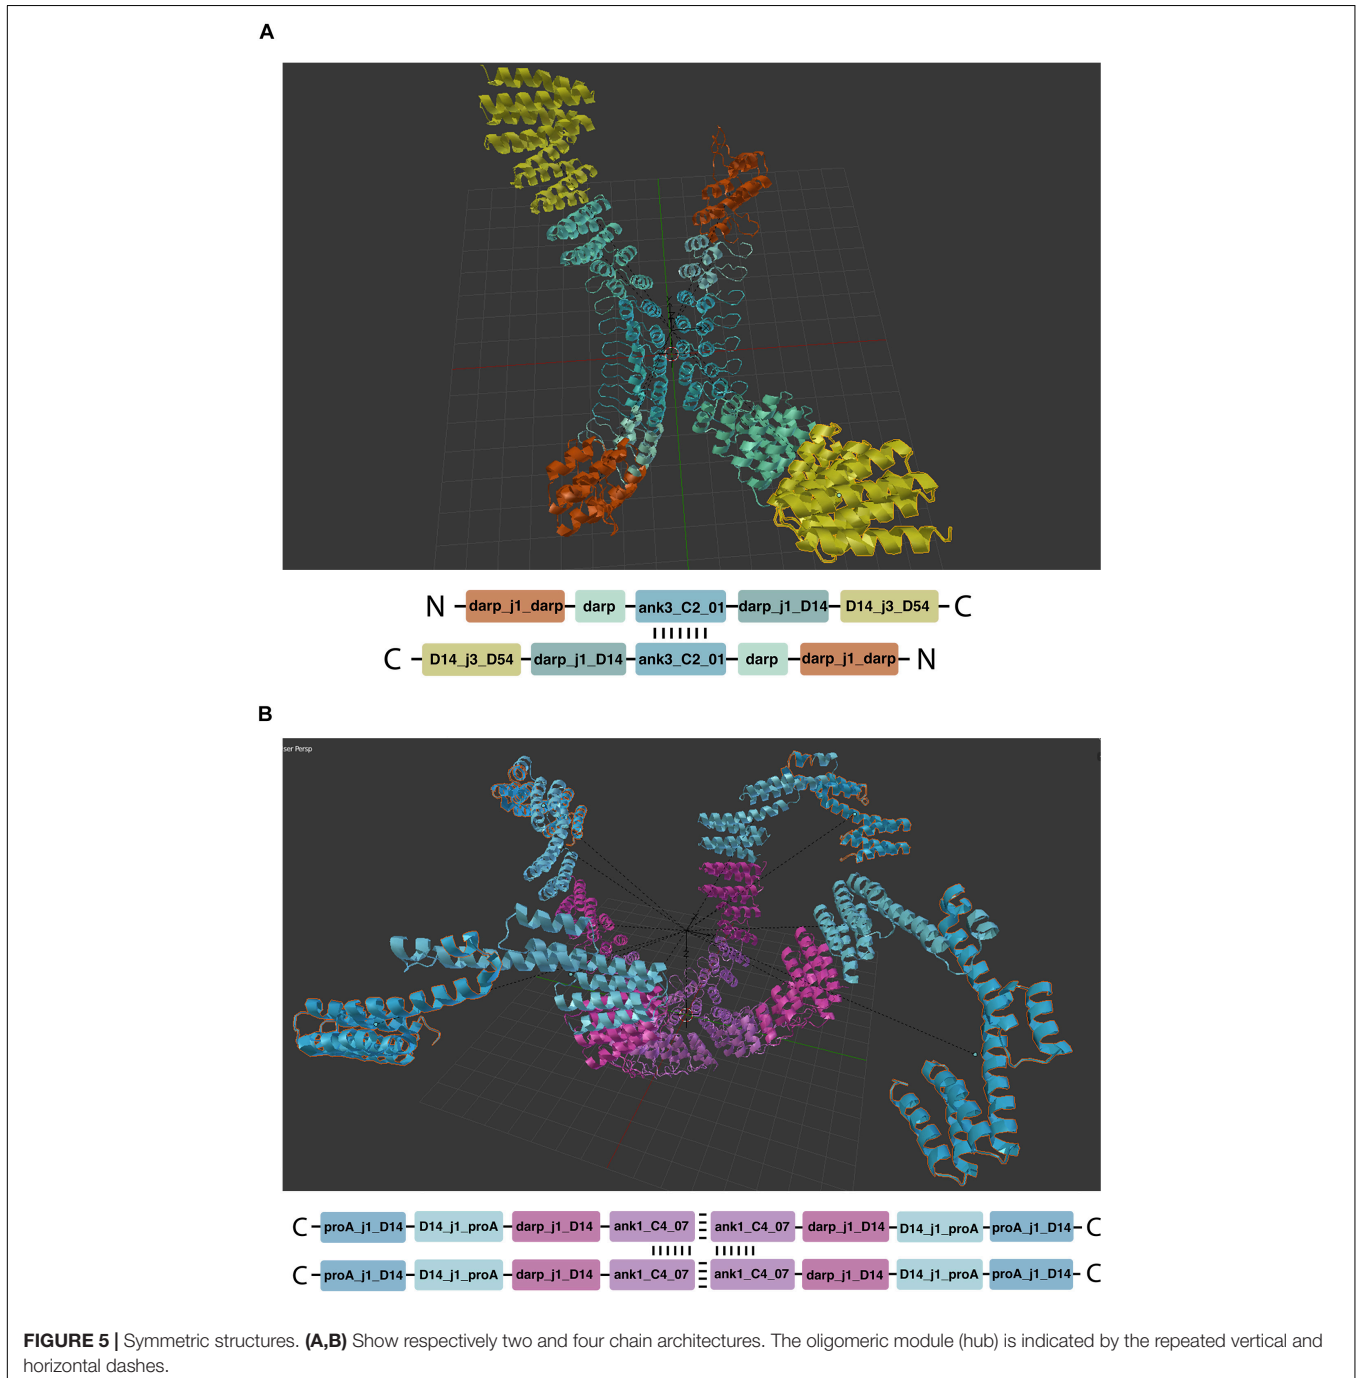 A
N darp_j1_darp darp ank3_C2_01 darp_j1_D14 D14_j3_D54 C
C D14_j3_D54 darp_j1_D14 ank3_C2_01 darp darp_j1_darp N
B
ser Persp
C proA_j1_D14 D14_j1_proA darp_j1_D14 ank1_C4_07 ank1_C4_07 darp_j1_D14 D14_j1_proA proA_j1_D14 C
C proA_j1_D14 D14_j1_proA darp_j1_D14 ank1_C4_07 ank1_C4_07 darp_j1_D14 D14_j1_proA proA_j1_D14 C
FIGURE 5 | Symmetric structures. (A,B) Show respectively two and four chain architectures. The oligomeric module (hub) is indicated by the repeated vertical and
horizontal dashes.